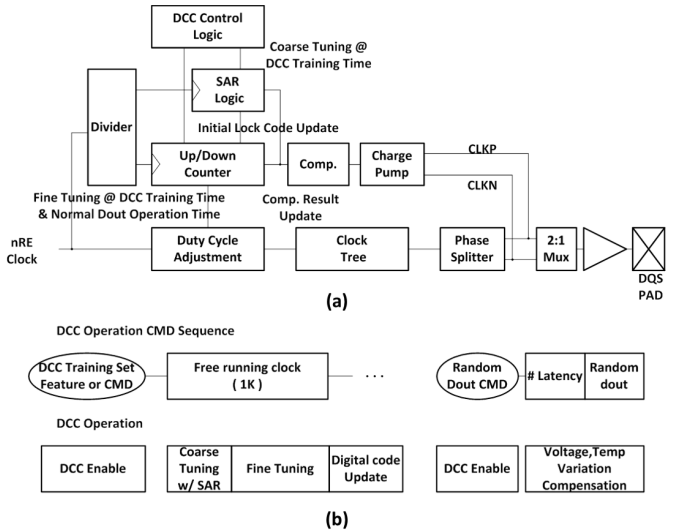 DCC Control
Logic
Coarse Tuning @
DCC Training Time
SAR
Logic
Divider
Initial Lock Code Update
Up/Down
Counter
Comp.
Charge
Pump
CLKP
CLKN
Fine Tuning @ DCC Training Time
& Normal Dout Operation Time
Comp. Result
Update
nRE
Clock
Duty Cycle
Adjustment
Clock
Tree
Phase
Splitter
2:1
Mux
DQS
PAD
(a)
DCC Operation CMD Sequence
DCC Training Set
Feature or CMD
Free running clock
( 1K )
. . .
Random
Dout CMD
# Latency
Random
dout
DCC Operation
DCC Enable
Coarse
Tuning
w/ SAR
Fine Tuning
Digital code
Update
DCC Enable
Voltage,Temp
Variation
Compensation
(b)